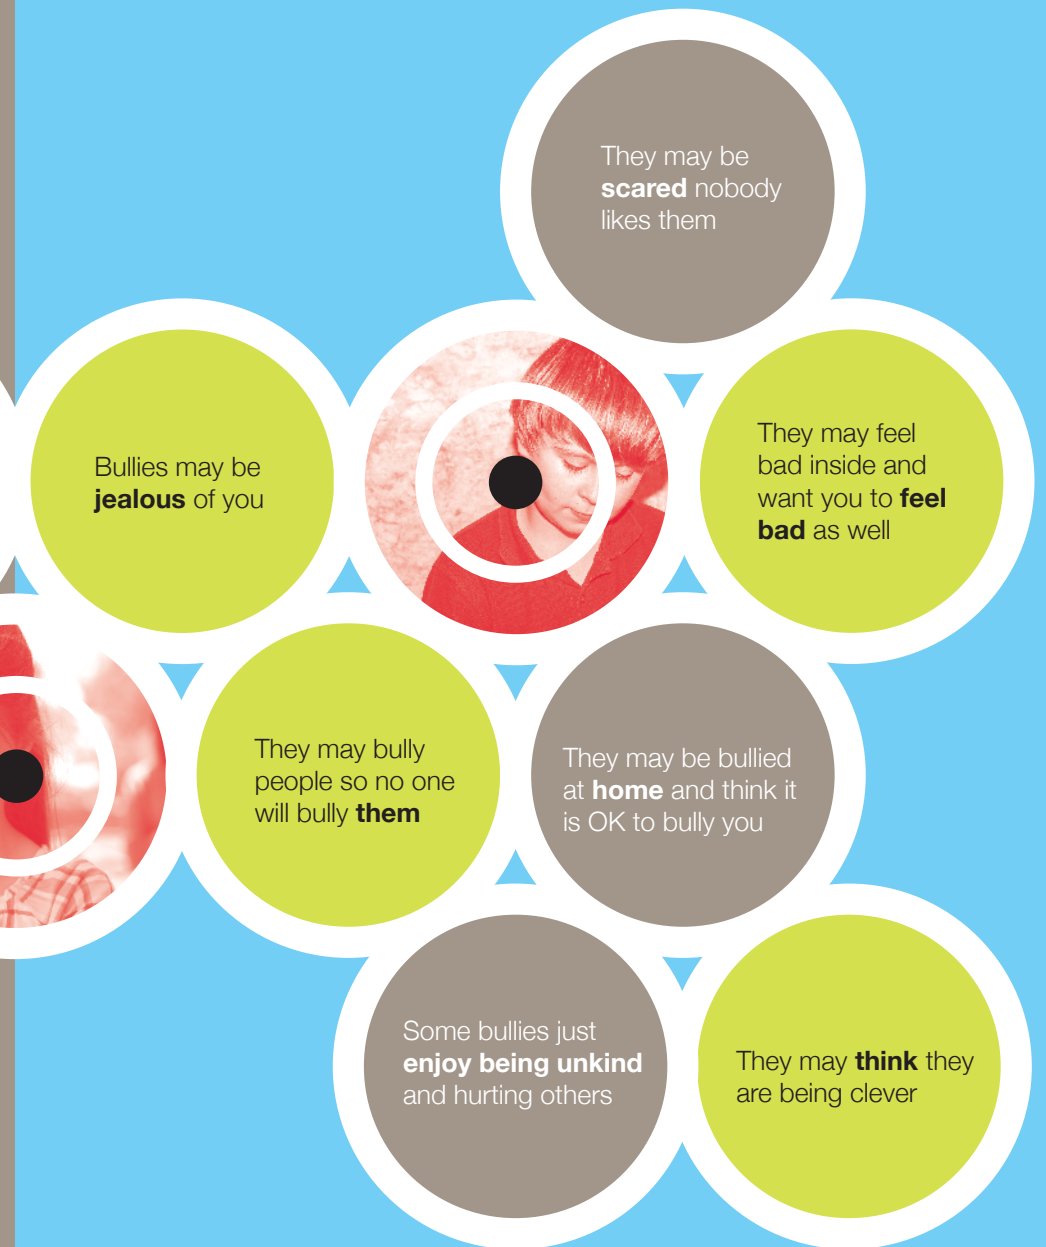 They may be
scared nobody
likes them
Bullies may be
jealous of you
They may feel
bad inside and
want you to feel
bad as well
They may bully
people so no one
will bully them
They may be bullied
at home and think it
is OK to bully you
Some bullies just
enjoy being unkind
and hurting others
They may think they
are being clever